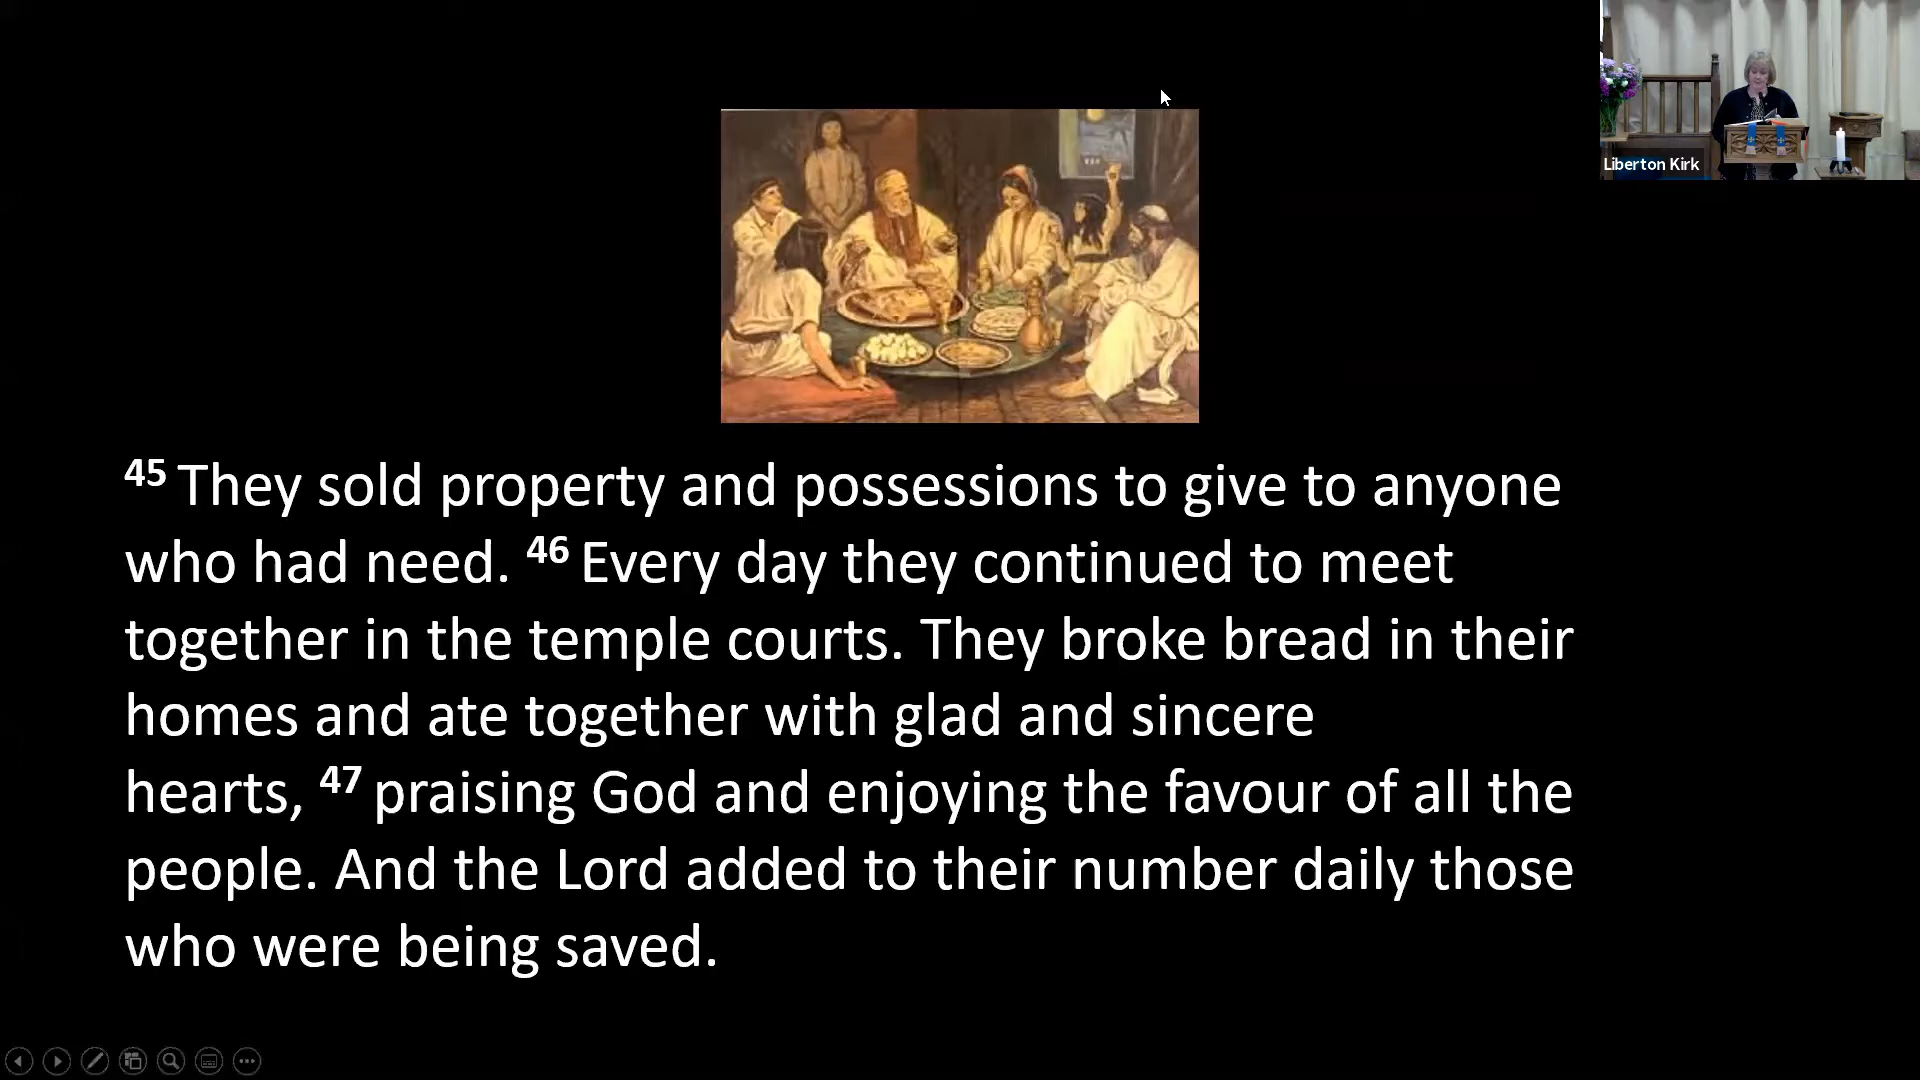 Liberton Kirk
45 They sold property and possessions to give to anyone
who had need. 46 Every day they continued to meet
together in the temple courts. They broke bread in their
homes and ate together with glad and sincere
hearts, 47 praising God and enjoying the favour of all the
people. And the Lord added to their number daily those
who were being saved.